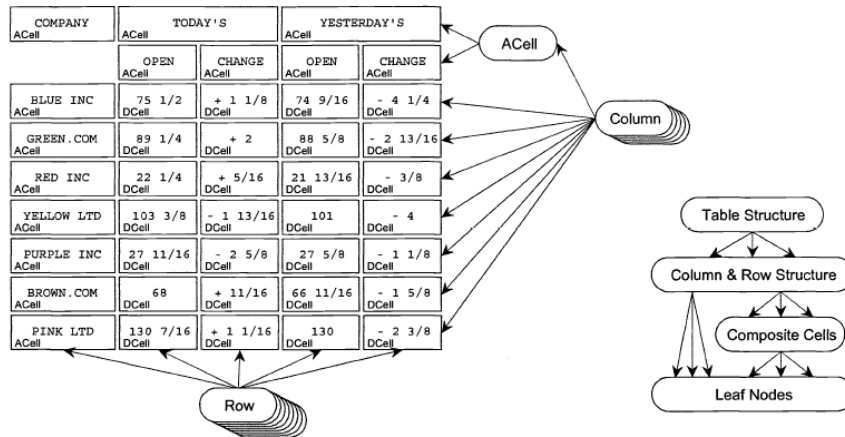 COMPANY TODAY'S YESTERDAY'S
ACell ACell ACell
ACell
OPEN CHANGE OPEN CHANGE
ACell ACell ACell ACell
BLUE INC 75 1/2 + 1 1/8 74 9/16 - 4 1/4
ACell DCell DCell DCell DCell
Column
GREEN.COM 89 1/4 + 2 88 5/8 - 2 13/16
ACell DCell DCell DCell DCell
RED INC 22 1/4 + 5/16 21 13/16 - 3/8
ACell DCell DCell DCell DCell
YELLOW LTD 103 3/8 - 1 13/16 101 - 4
ACell DCell DCell DCell DCell
PURPLE INC 27 11/16 - 2 5/8 27 5/8 - 1 1/8
ACell DCell DCell DCell DCell
BROWN.COM 68 + 11/16 66 11/16 - 1 5/8
ACell DCell DCell DCell DCell
PINK LTD 130 7/16 + 1 1/16 130 - 2 3/8
ACell DCell DCell DCell DCell
Row
Table Structure
Column & Row Structure
Composite Cells
Leaf Nodes